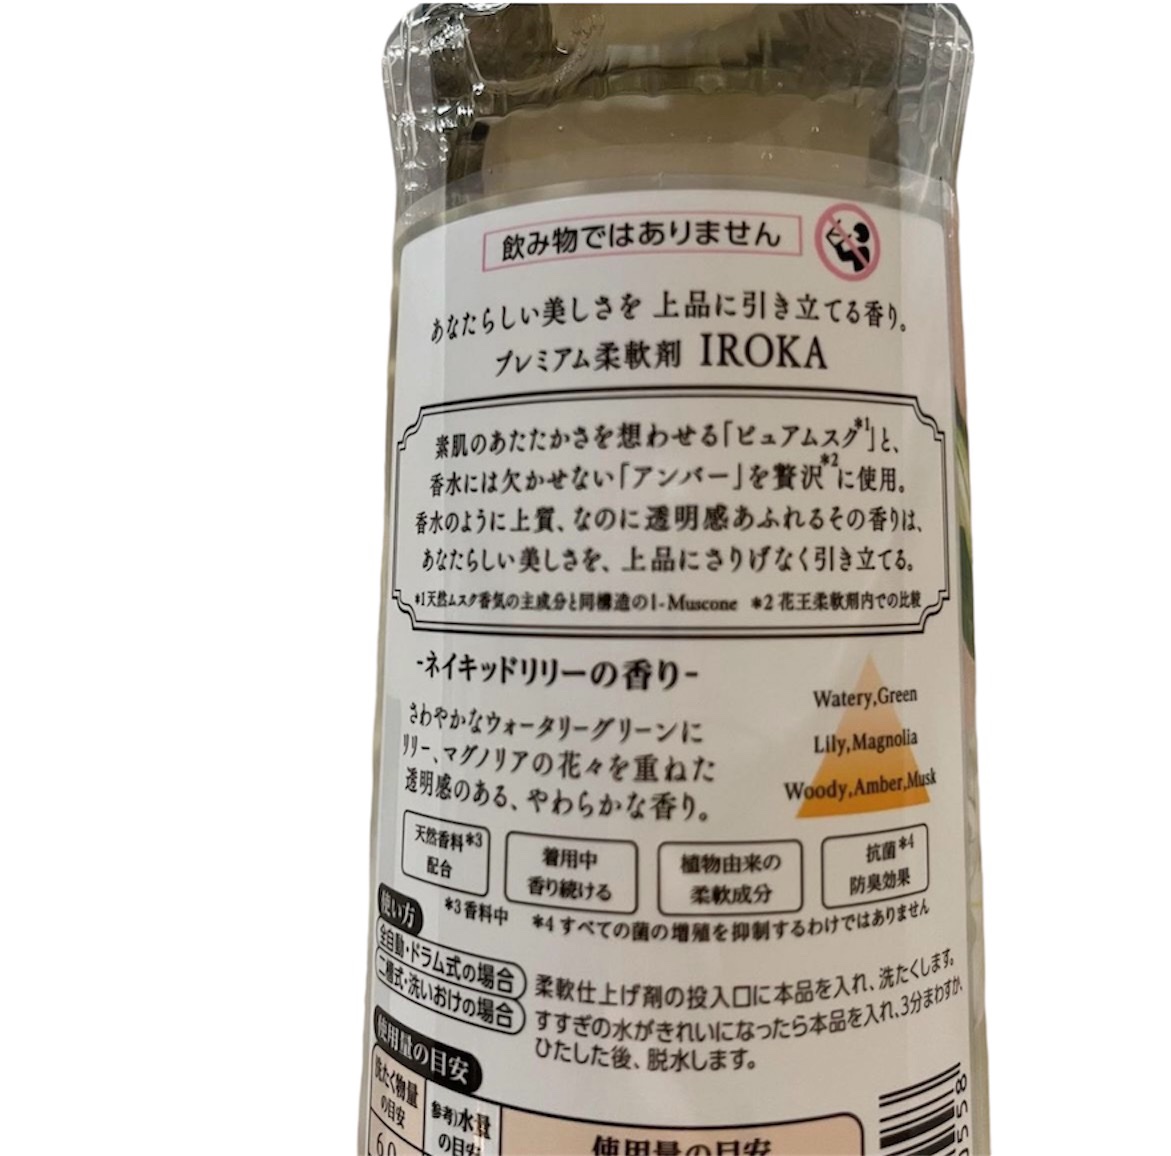 飲み物ではありません
あなたらしい美しさを 上品に引き立てる香り。
プレミアム柔軟剤 IROKA
素肌のあたたかさを想わせる「ピュアムスク*1」と、
香水には欠かせない「アンバー」を贅沢*2に使用。
香水のように上質、なのに透明感あふれるその香りは、
あなたらしい美しさを、上品にさりげなく引き立てる。
*1 天然ムスク香気の主成分と同構造のl-Muscone *2 花王柔軟剤内での比較
-ネイキッドリリーの香り-
さわやかなウォータリーグリーンに
リリー、マグノリアの花々を重ねた
透明感のある、やわらかな香り。
Watery,Green
Lily,Magnolia
Woody,Amber,Musk
天然香料*3
配合
着用中
香り続ける
植物由来の
柔軟成分
抗菌*4
防臭効果
*3 香料中 *4 すべての菌の増殖を抑制するわけではありません
使い方
全自動・ドラム式の場合
柔軟仕上げ剤の投入口に本品を入れ、洗たくします。
二槽式・洗いおけの場合
すすぎの水がきれいになったら本品を入れ、3分まわすか、
ひたした後、脱水します。
使用量の目安
洗たく物量
の目安
参考)水量
の目安
使用量の目安